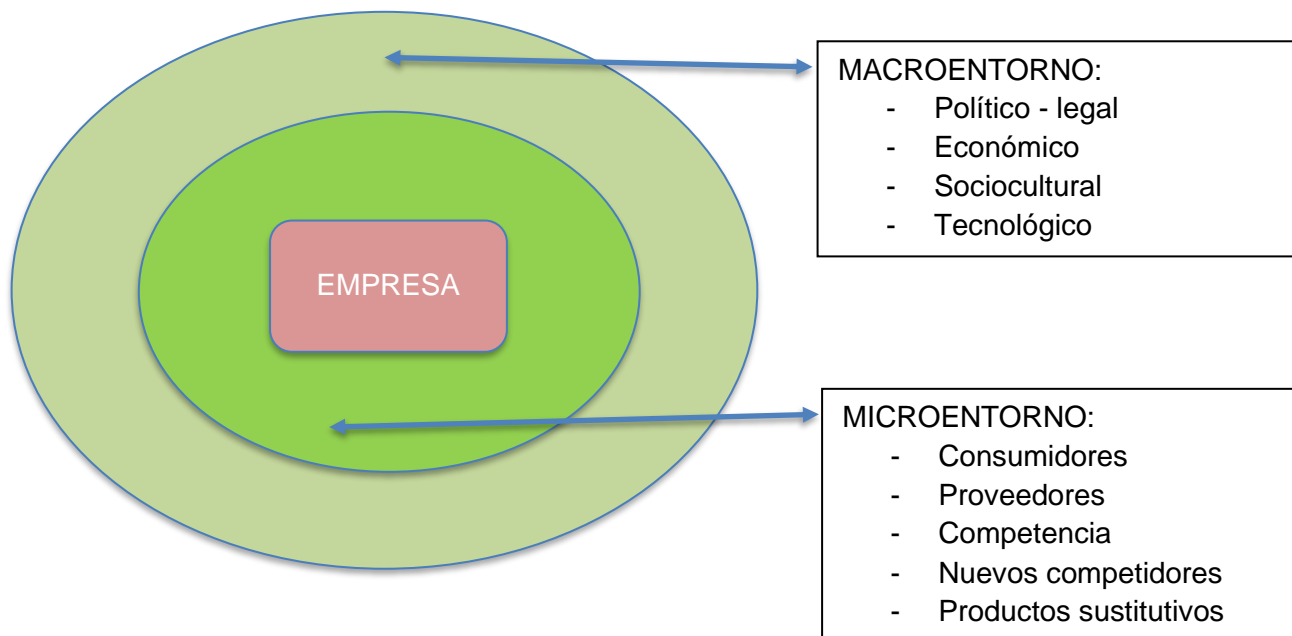 MACROENTORNO:
- Político - legal
- Económico
- Sociocultural
- Tecnológico
EMPRESA
MICROENTORNO:
- Consumidores
- Proveedores
- Competencia
- Nuevos competidores
- Productos sustitutivos